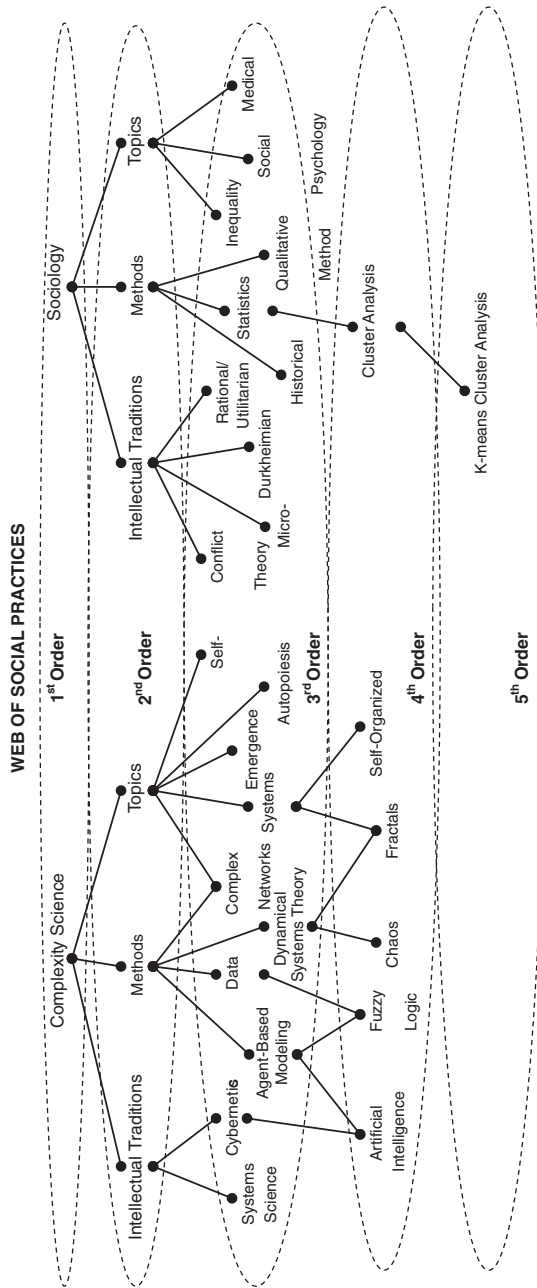 WEB OF SOCIAL PRACTICES
1st Order
Complexity Science
Sociology
2nd Order
Intellectual Traditions
Methods
Topics
Intellectual Traditions
Methods
Topics
3rd Order
Systems
Science
Cybernetic
Agent-Based
Modeling
Data
Networks
Dynamical
Systems Theory
Complex
Systems
Emergence
Autopoiesis
Self-
Conflict
Theory
Micro-
Durkheimian
Rational/
Utilitarian
Historical
Statistics
Qualitative
Method
Inequality
Social
Psychology
Medical
4th Order
Artificial
Intelligence
Fuzzy
Logic
Chaos
Fractals
Self-Organized
Cluster Analysis
5th Order
K-means Cluster Analysis